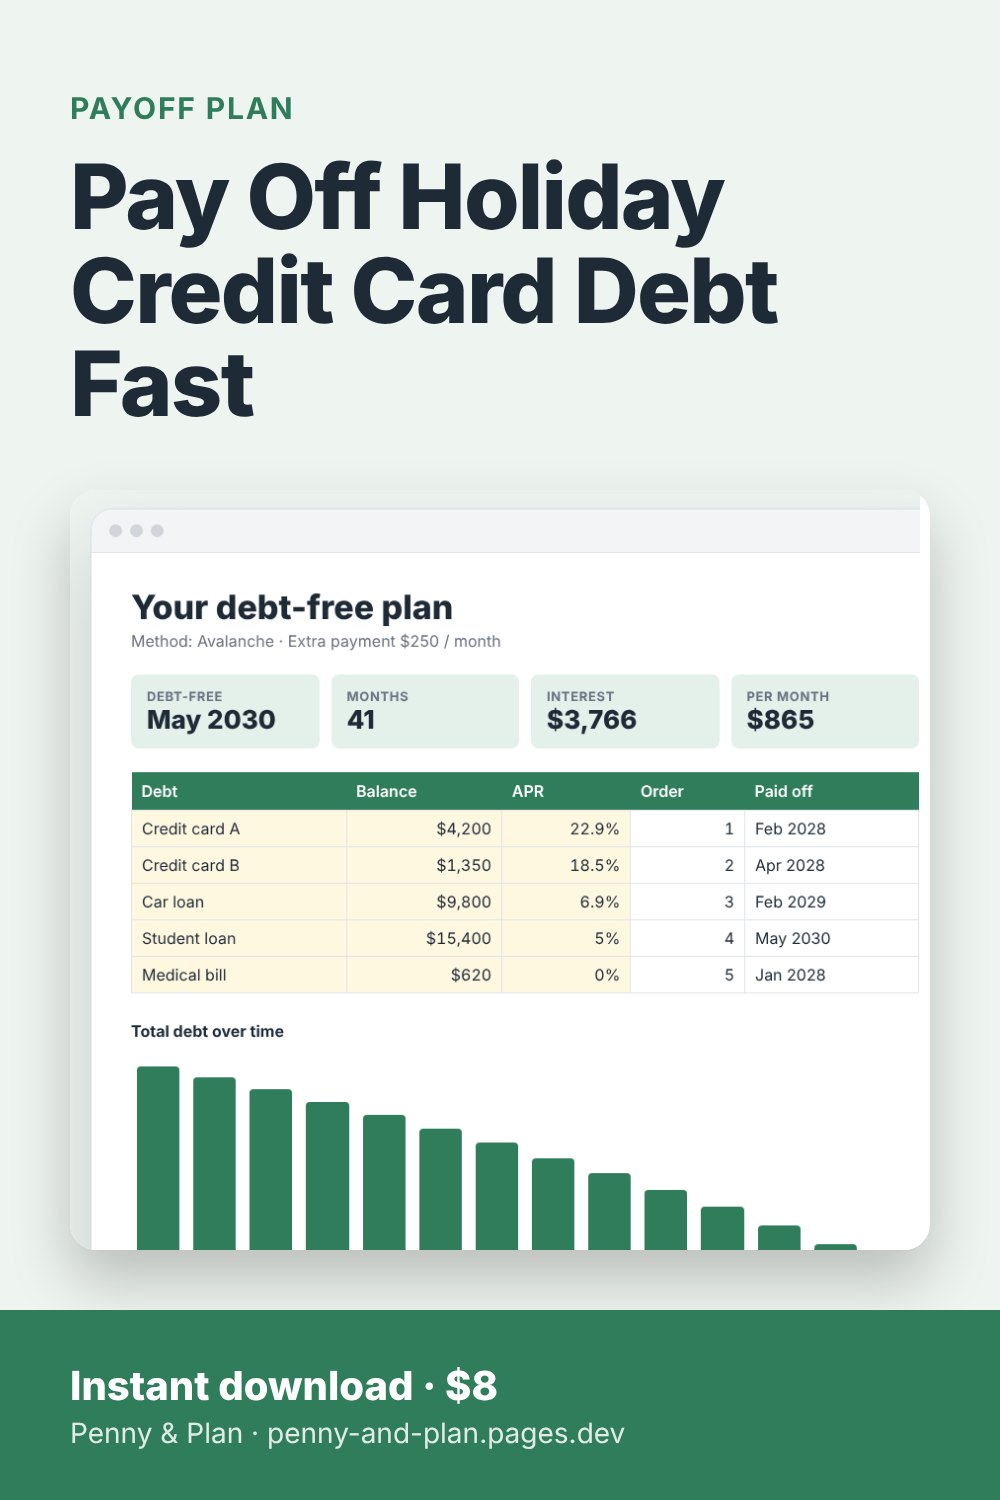 PAYOFF PLAN
Pay Off Holiday
Credit Card Debt
Fast
Your debt-free plan
Method: Avalanche · Extra payment $250 / month
DEBT-FREE MONTHS INTEREST PER MONTH
May 2030 41 $3,766 $865
Debt Balance APR Order Paid off
Credit card A $4,200 22.9% 1 Feb 2028
Credit card B $1,350 18.5% 2 Apr 2028
Car loan $9,800 6.9% 3 Feb 2029
Student loan $15,400 5% 4 May 2030
Medical bill $620 0% 5 Jan 2028
Total debt over time
Instant download · $8
Penny & Plan · penny-and-plan.pages.dev